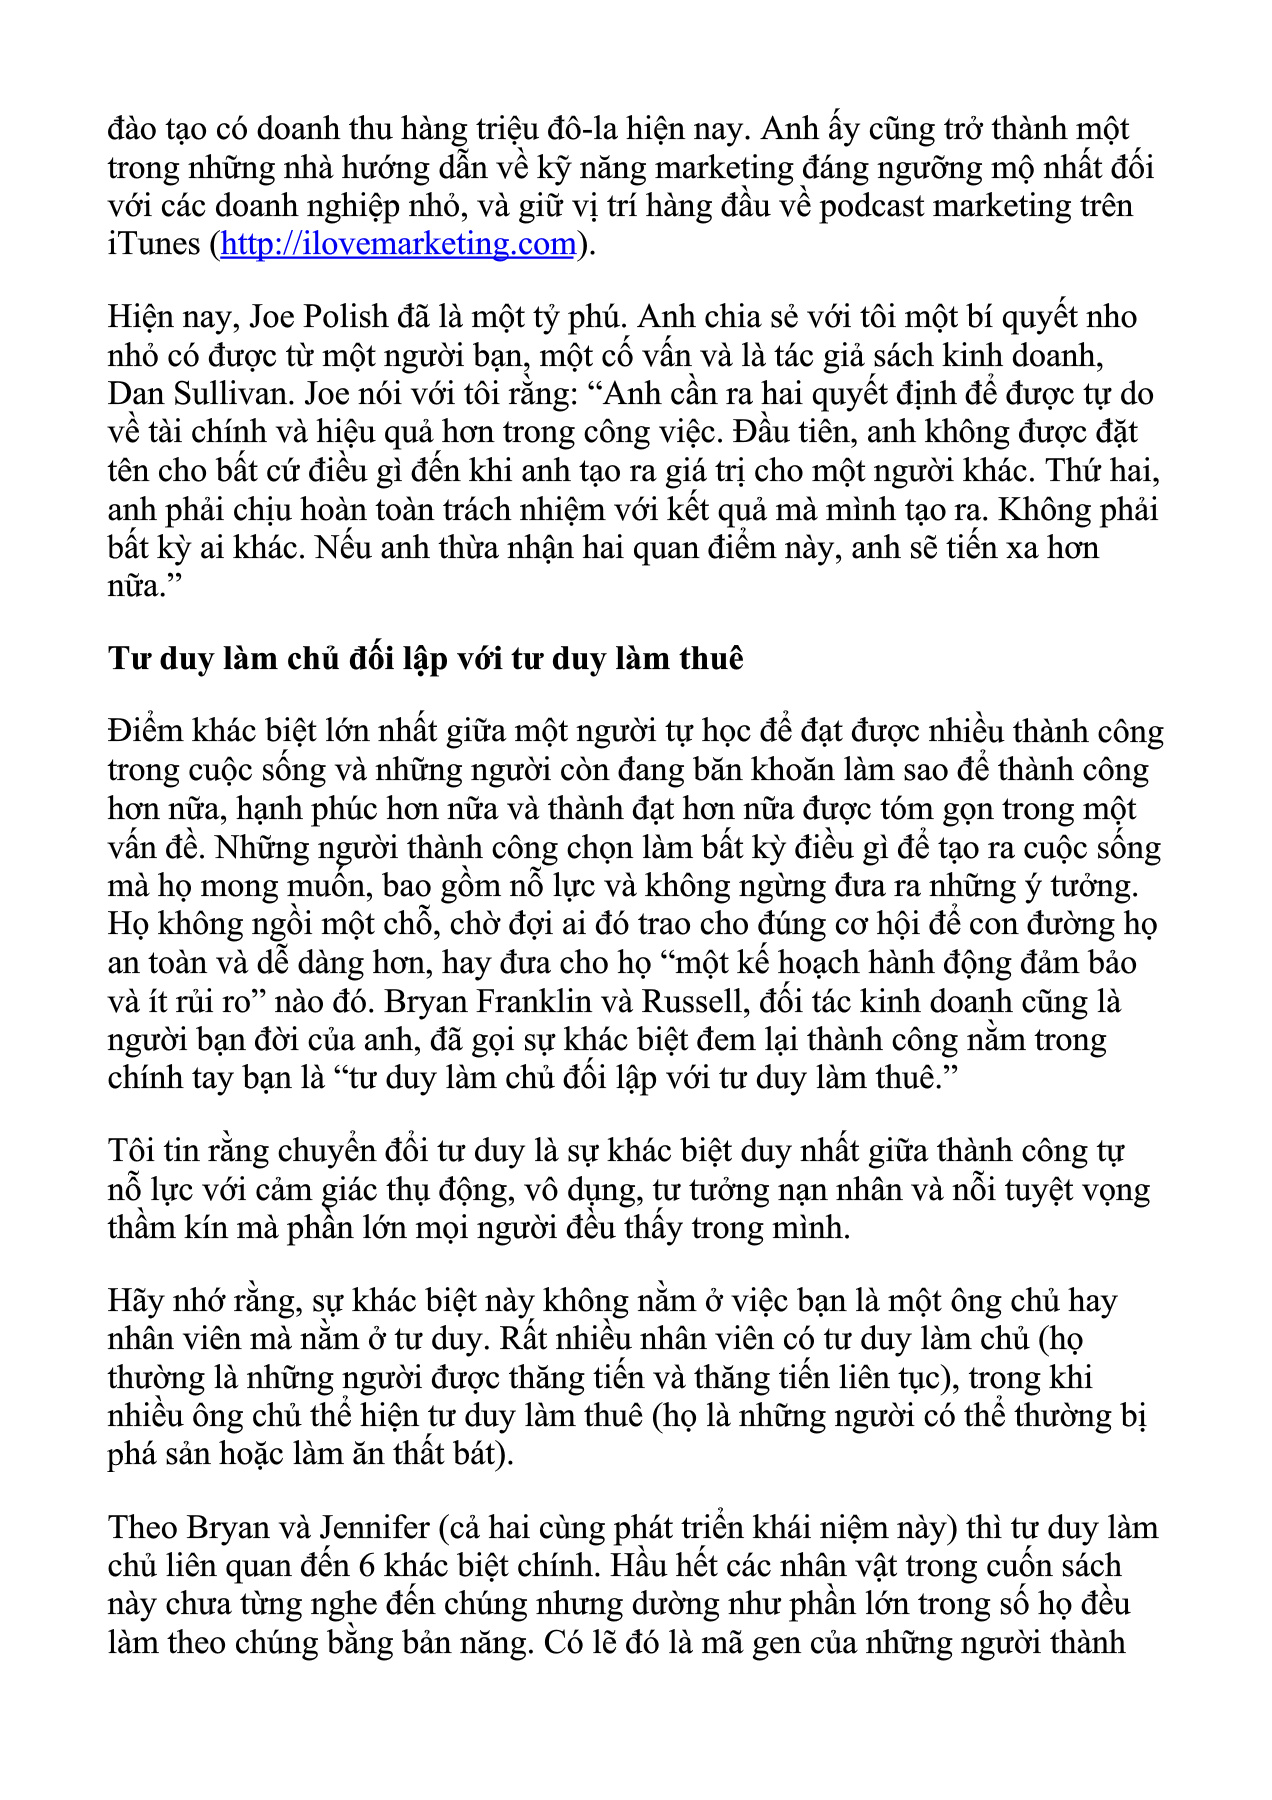 đào tạo có doanh thu hàng triệu đô-la hiện nay. Anh ấy cũng trở thành một
trong những nhà hướng dẫn về kỹ năng marketing đáng ngưỡng mộ nhất đối
với các doanh nghiệp nhỏ, và giữ vị trí hàng đầu về podcast marketing trên
iTunes (http://ilovemarketing.com).
Hiện nay, Joe Polish đã là một tỷ phú. Anh chia sẻ với tôi một bí quyết nho
nhỏ có được từ một người bạn, một cố vấn và là tác giả sách kinh doanh,
Dan Sullivan. Joe nói với tôi rằng: “Anh cần ra hai quyết định để được tự do
về tài chính và hiệu quả hơn trong công việc. Đầu tiên, anh không được đặt
tên cho bất cứ điều gì đến khi anh tạo ra giá trị cho một người khác. Thứ hai,
anh phải chịu hoàn toàn trách nhiệm với kết quả mà mình tạo ra. Không phải
bất kỳ ai khác. Nếu anh thừa nhận hai quan điểm này, anh sẽ tiến xa hơn
nữa.”
Tư duy làm chủ đối lập với tư duy làm thuê
Điểm khác biệt lớn nhất giữa một người tự học để đạt được nhiều thành công
trong cuộc sống và những người còn đang băn khoăn làm sao để thành công
hơn nữa, hạnh phúc hơn nữa và thành đạt hơn nữa được tóm gọn trong một
vấn đề. Những người thành công chọn làm bất kỳ điều gì để tạo ra cuộc sống
mà họ mong muốn, bao gồm nỗ lực và không ngừng đưa ra những ý tưởng.
Họ không ngồi một chỗ, chờ đợi ai đó trao cho đúng cơ hội để con đường họ
an toàn và dễ dàng hơn, hay đưa cho họ “một kế hoạch hành động đảm bảo
và ít rủi ro” nào đó. Bryan Franklin và Russell, đối tác kinh doanh cũng là
người bạn đời của anh, đã gọi sự khác biệt đem lại thành công nằm trong
chính tay bạn là “tư duy làm chủ đối lập với tư duy làm thuê.”
Tôi tin rằng chuyển đổi tư duy là sự khác biệt duy nhất giữa thành công tự
nỗ lực với cảm giác thụ động, vô dụng, tư tưởng nạn nhân và nỗi tuyệt vọng
thầm kín mà phần lớn mọi người đều thấy trong mình.
Hãy nhớ rằng, sự khác biệt này không nằm ở việc bạn là một ông chủ hay
nhân viên mà nằm ở tư duy. Rất nhiều nhân viên có tư duy làm chủ (họ
thường là những người được thăng tiến và thăng tiến liên tục), trong khi
nhiều ông chủ thể hiện tư duy làm thuê (họ là những người có thể thường bị
phá sản hoặc làm ăn thất bát).
Theo Bryan và Jennifer (cả hai cùng phát triển khái niệm này) thì tư duy làm
chủ liên quan đến 6 khác biệt chính. Hầu hết các nhân vật trong cuốn sách
này chưa từng nghe đến chúng nhưng dường như phần lớn trong số họ đều
làm theo chúng bằng bản năng. Có lẽ đó là mã gen của những người thành